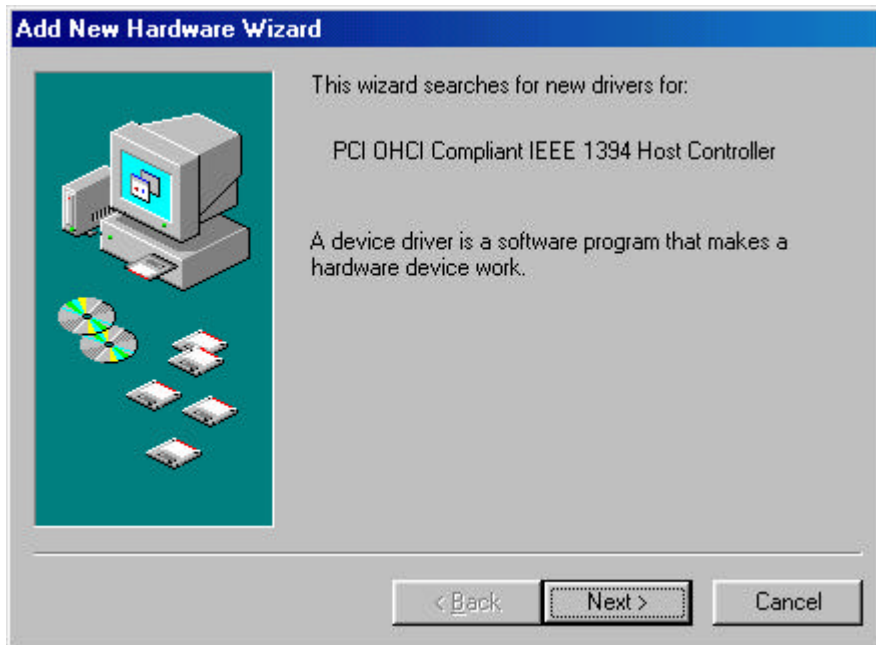 Add New Hardware Wizard
This wizard searches for new drivers for:
PCI OHCI Compliant IEEE 1394 Host Controller
A device driver is a software program that makes a
hardware device work.
< Back
Next >
Cancel